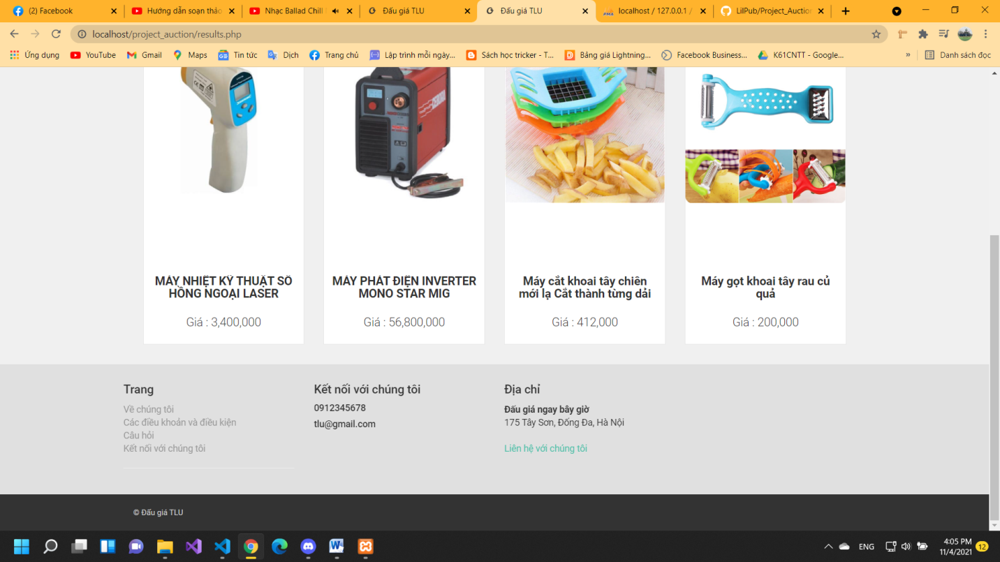 (2) Facebook
Hướng dẫn soạn thảo
Nhạc Ballad Chill
Đấu giá TLU
Đấu giá TLU
localhost / 127.0.0.1 /
LilPub/Project_Auction
localhost/project_auction/results.php
Ứng dụng
YouTube
Gmail
Maps
Tin tức
Dịch
Trang chủ
Lập trình mỗi ngày...
Sách học tricker - T...
Bảng giá Lightning...
Facebook Business...
K61CNTT - Google...
»
Danh sách đọc
MÁY NHIỆT KỸ THUẬT SỐ
HỒNG NGOẠI LASER
Giá : 3,400,000
MÁY PHÁT ĐIỆN INVERTER
MONO STAR MIG
Giá : 56,800,000
Máy cắt khoai tây chiên
mới lạ Cắt thành từng dải
Giá : 412,000
Máy gọt khoai tây rau củ
quả
Giá : 200,000
Trang
Về chúng tôi
Các điều khoản và điều kiện
Câu hỏi
Kết nối với chúng tôi
Kết nối với chúng tôi
0912345678
tlu@gmail.com
Địa chỉ
Đấu giá ngay bây giờ
175 Tây Sơn, Đống Đa, Hà Nội
Liên hệ với chúng tôi
© Đấu giá TLU
ENG
4:05 PM
11/4/2021
12